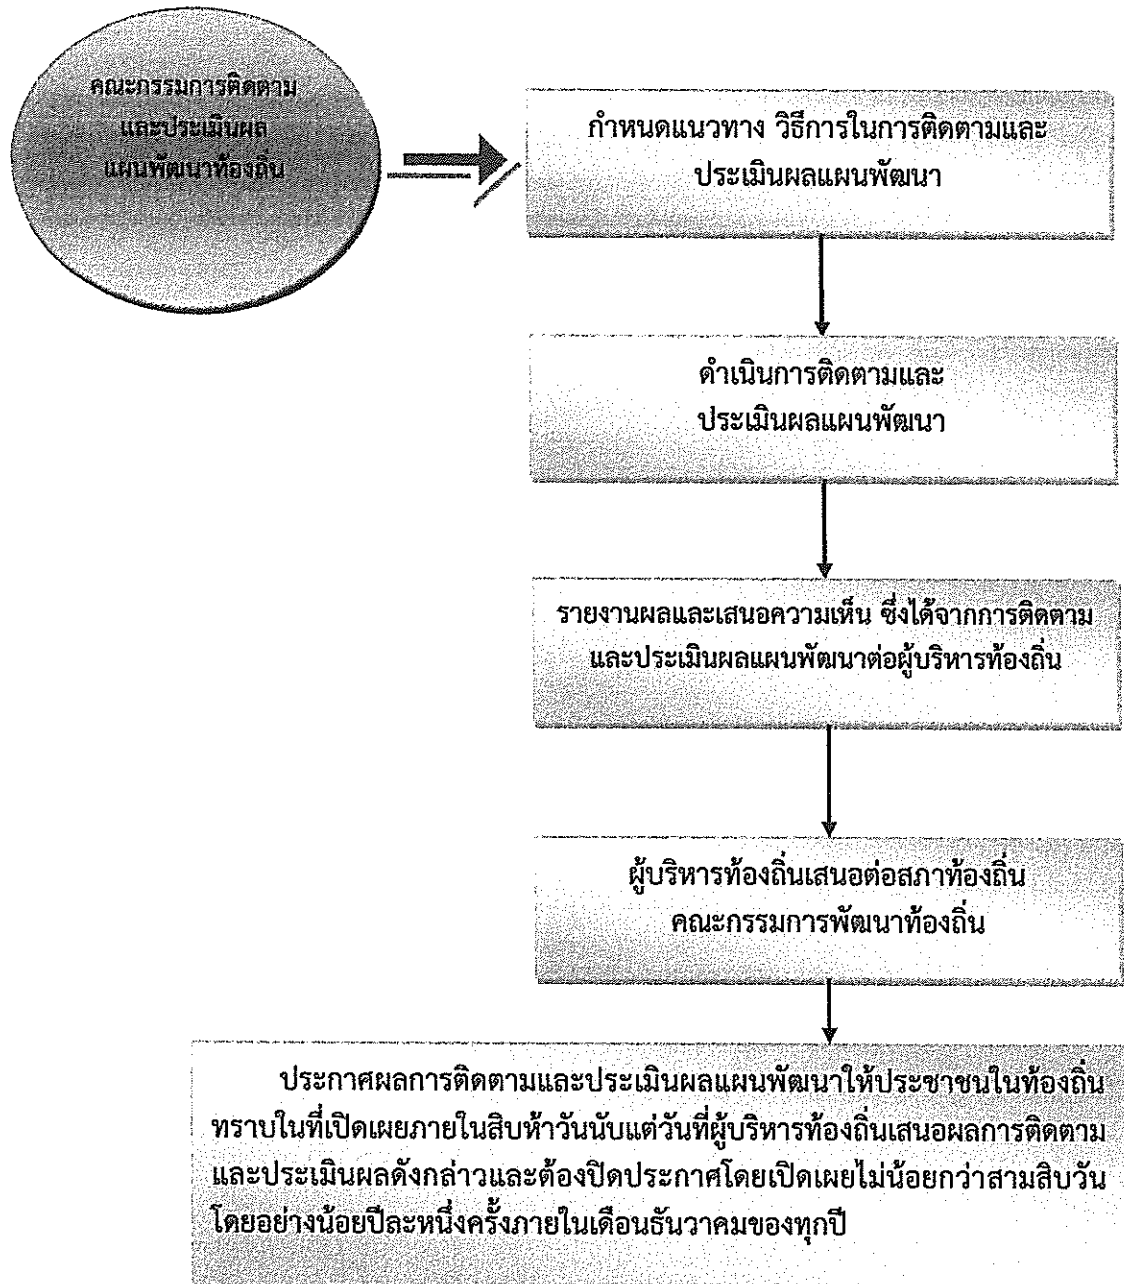 คณะกรรมการติดตาม
และประเมินผล
แผนพัฒนาท้องถิ่น
กำหนดแนวทาง วิธีการในการติดตามและ
ประเมินผลแผนพัฒนา
ดำเนินการติดตามและ
ประเมินผลแผนพัฒนา
รายงานผลและเสนอความเห็น ซึ่งได้จากการติดตาม
และประเมินผลแผนพัฒนาต่อผู้บริหารท้องถิ่น
ผู้บริหารท้องถิ่นเสนอต่อสภาท้องถิ่น
คณะกรรมการพัฒนาท้องถิ่น
ประกาศผลการติดตามและประเมินผลแผนพัฒนาให้ประชาชนในท้องถิ่น
ทราบในที่เปิดเผยภายในสิบห้าวันนับแต่วันที่ผู้บริหารท้องถิ่นเสนอผลการติดตาม
และประเมินผลดังกล่าวและต้องปิดประกาศโดยเปิดเผยไม่น้อยกว่าสามสิบวัน
โดยอย่างน้อยปีละหนึ่งครั้งภายในเดือนธันวาคมของทุกปี